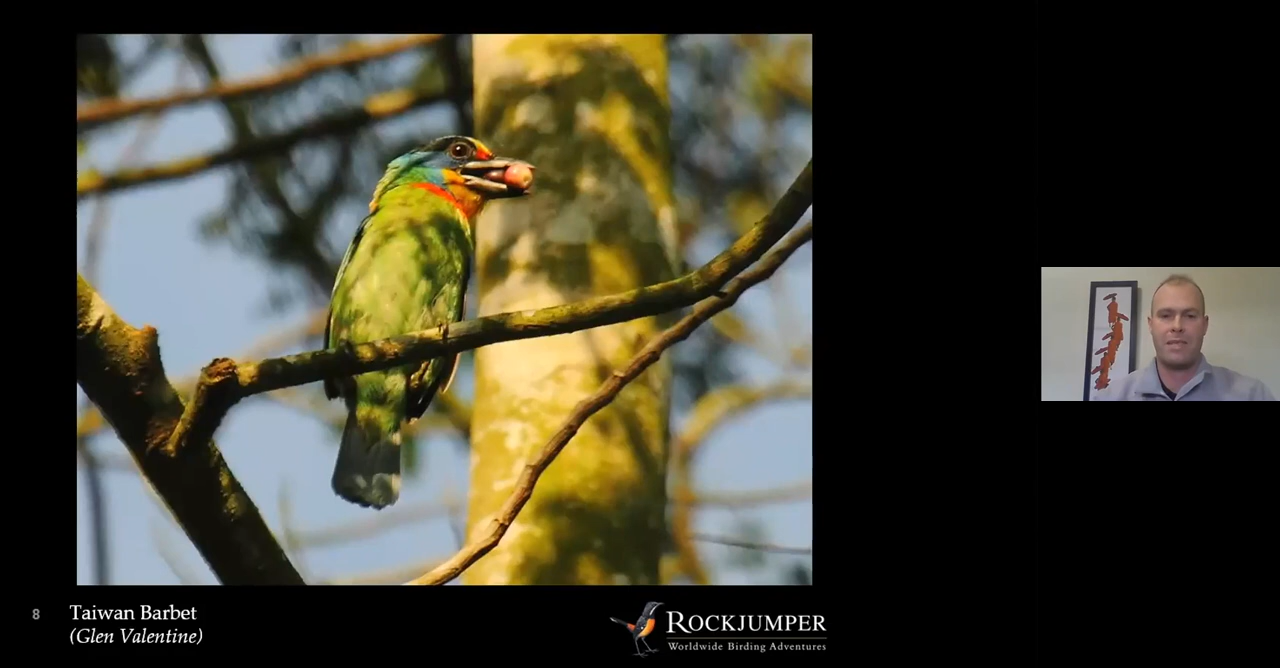 8
Taiwan Barbet
(Glen Valentine)
ROCKJUMPER
Worldwide Birding Adventures